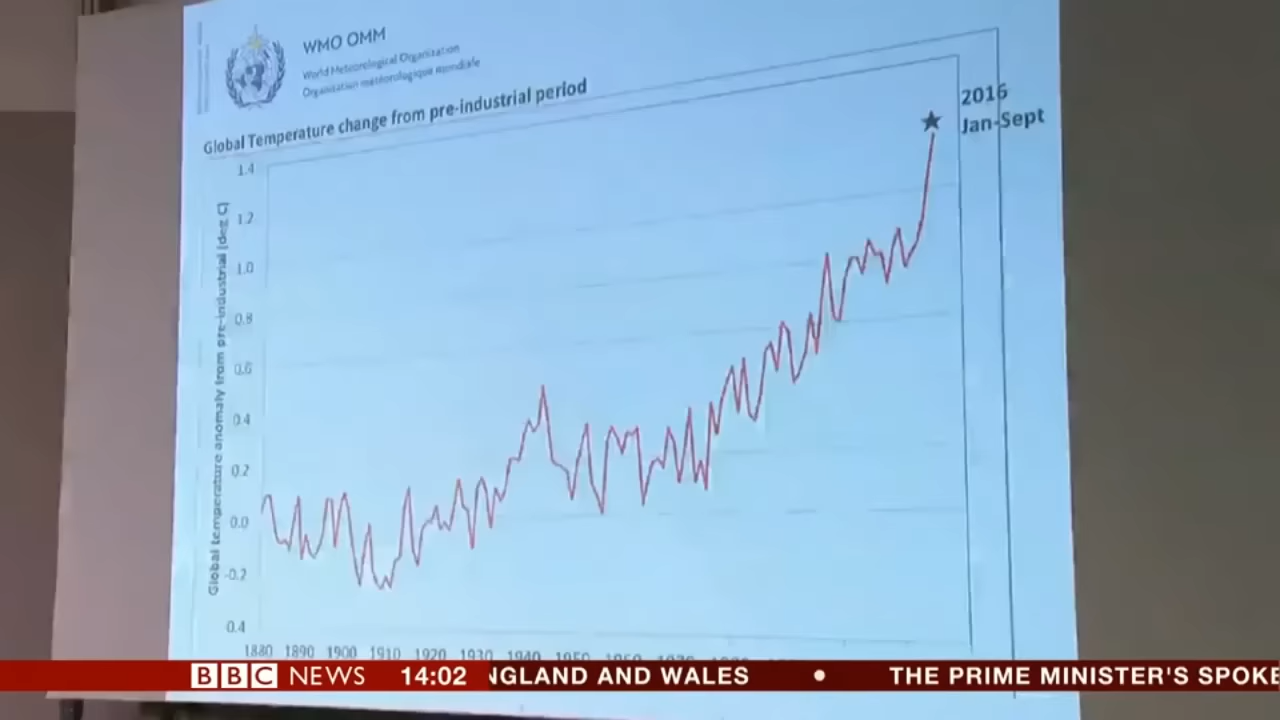 WMO OMM
World Meteorological Organization
Organisation météorologique mondiale
Global Temperature change from pre-industrial period
2016
Jan-Sept
Global temperature anomaly from pre-industrial (deg C)
1.4
1.2
1.0
0.8
0.6
0.4
0.2
0.0
-0.2
0.4
1880 1890 1900 1910 1920 1930 1940 1950 1960 1970
BBC NEWS 14:02 NGLAND AND WALES • THE PRIME MINISTER'S SPOKE